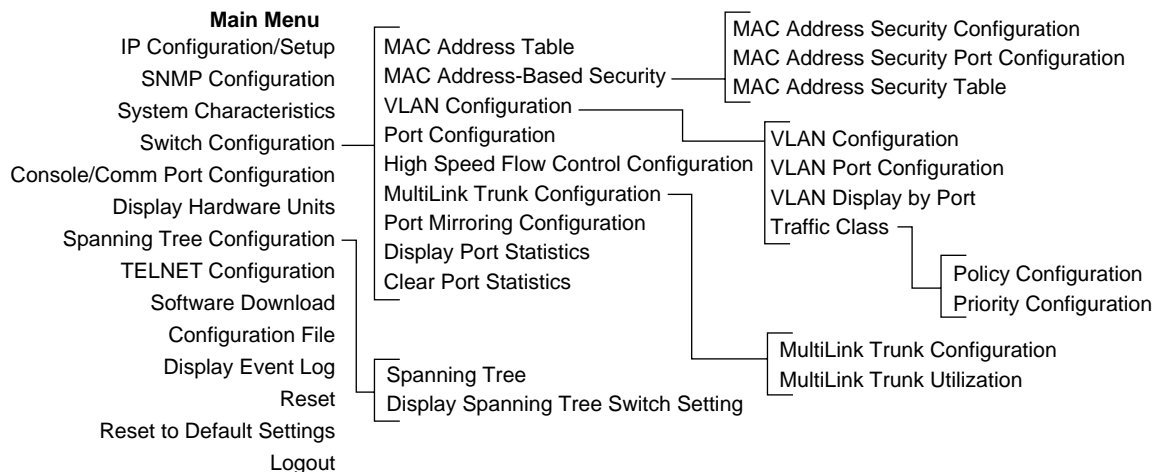 Main Menu
IP Configuration/Setup
SNMP Configuration
System Characteristics
Switch Configuration
Console/Comm Port Configuration
Display Hardware Units
Spanning Tree Configuration
TELNET Configuration
Software Download
Configuration File
Display Event Log
Reset
Reset to Default Settings
Logout
MAC Address Table
MAC Address-Based Security
VLAN Configuration
Port Configuration
High Speed Flow Control Configuration
MultiLink Trunk Configuration
Port Mirroring Configuration
Display Port Statistics
Clear Port Statistics
Spanning Tree
Display Spanning Tree Switch Setting
MAC Address Security Configuration
MAC Address Security Port Configuration
MAC Address Security Table
VLAN Configuration
VLAN Port Configuration
VLAN Display by Port
Traffic Class
Policy Configuration
Priority Configuration
MultiLink Trunk Configuration
MultiLink Trunk Utilization